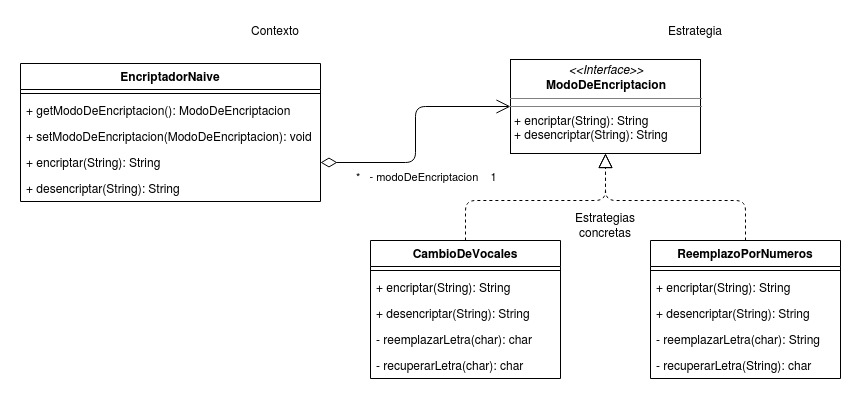 Contexto
Estrategia
EncriptadorNaive
+ getModoDeEncriptacion(): ModoDeEncriptacion
+ setModoDeEncriptacion(ModoDeEncriptacion): void
+ encriptar(String): String
+ desencriptar(String): String
<<Interface>>
ModoDeEncriptacion
+ encriptar(String): String
+ desencriptar(String): String
* - modoDeEncriptacion 1
Estrategias
concretas
CambioDeVocales
+ encriptar(String): String
+ desencriptar(String): String
- reemplazarLetra(char): char
- recuperarLetra(char): char
ReemplazoPorNumeros
+ encriptar(String): String
+ desencriptar(String): String
- reemplazarLetra(char): String
- recuperarLetra(String): char